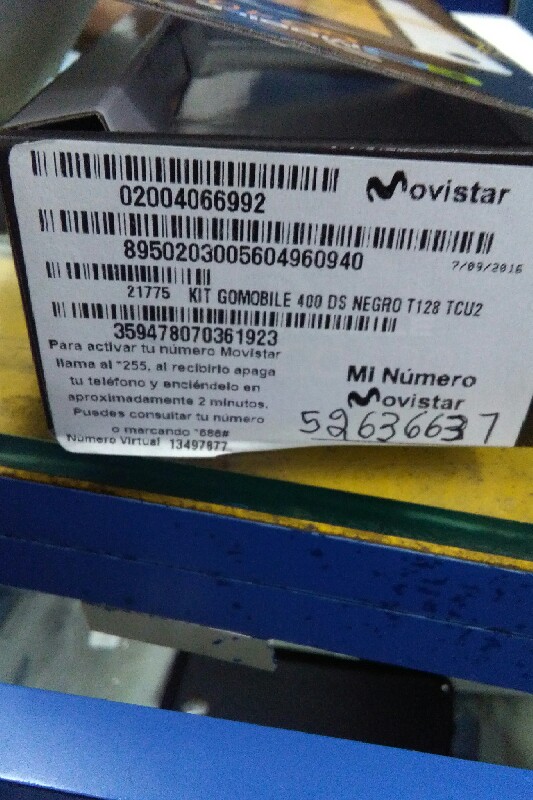 02004066992
Movistar
8950203005604960940
7/09/2016
21775 KIT GOMOBILE 400 DS NEGRO T128 TCU2
359478070361923
Para activar tu número Movistar
llama al *255, al recibirlo apaga
tu teléfono y enciéndelo en
aproximadamente 2 minutos.
Puedes consultar tu número
o marcando *686#
Número Virtual 13497877
Mi Número
Movistar
52636637